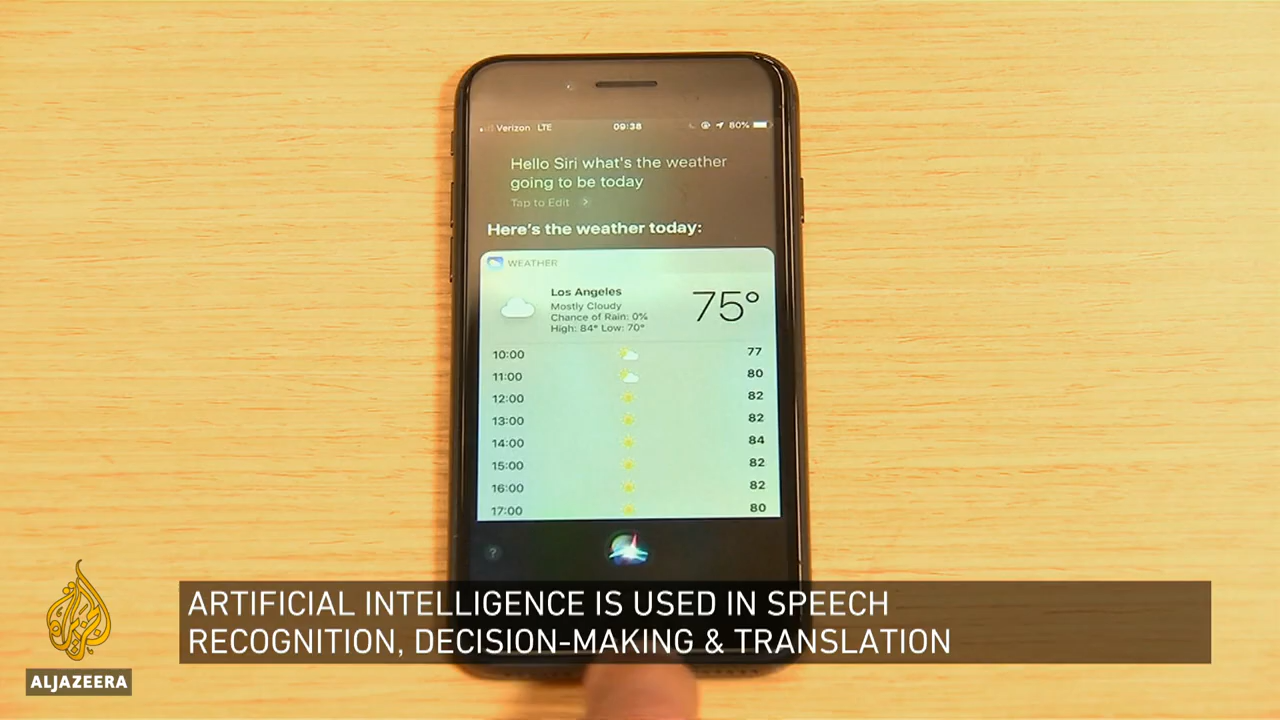 Verizon LTE 09:38 80%
Hello Siri what's the weather
going to be today
Tap to Edit
Here's the weather today:
WEATHER
Los Angeles
Mostly Cloudy
Chance of Rain: 0%
High: 84° Low: 70°
75°
10:00 77
11:00 80
12:00 82
13:00 82
14:00 84
15:00 82
16:00 82
17:00 80
?
ARTIFICIAL INTELLIGENCE IS USED IN SPEECH
RECOGNITION, DECISION-MAKING & TRANSLATION
الجزيرة
ALJAZEERA